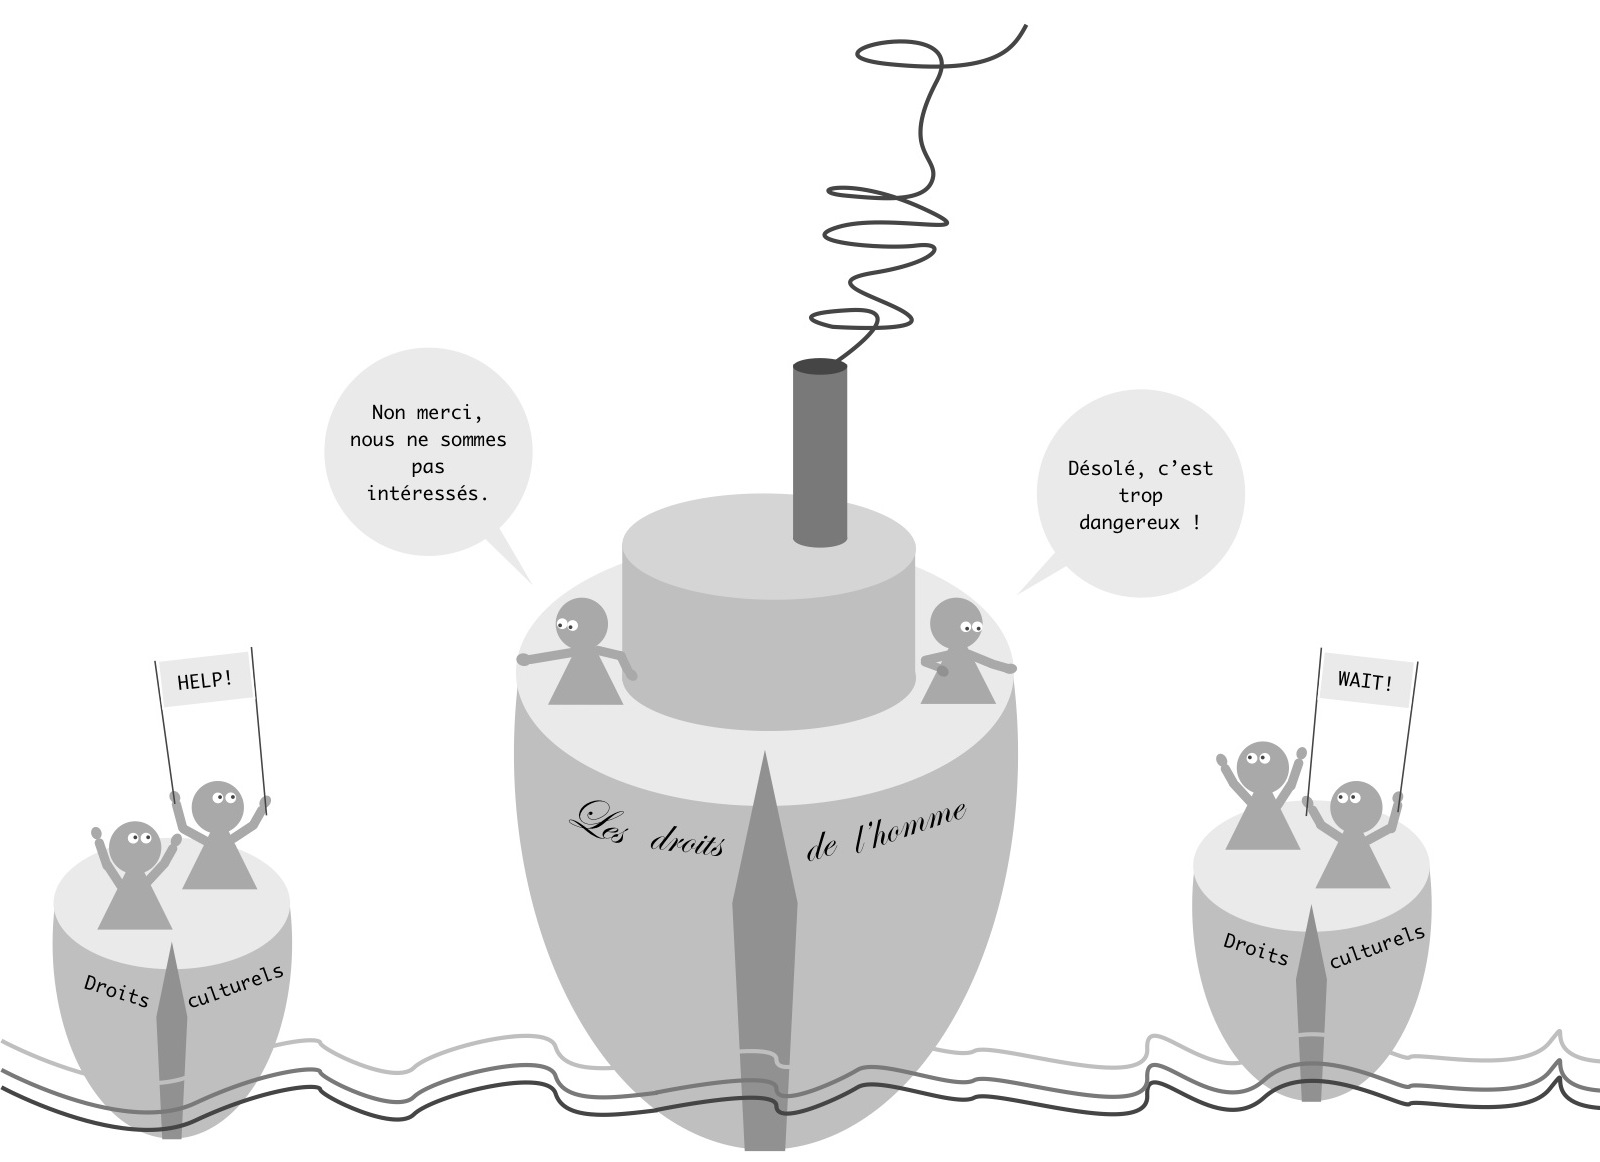 Non merci,
nous ne sommes
pas
intéressés.
Désolé, c’est
trop
dangereux !
HELP!
WAIT!
Les droits de l’homme
Droits culturels
Droits culturels